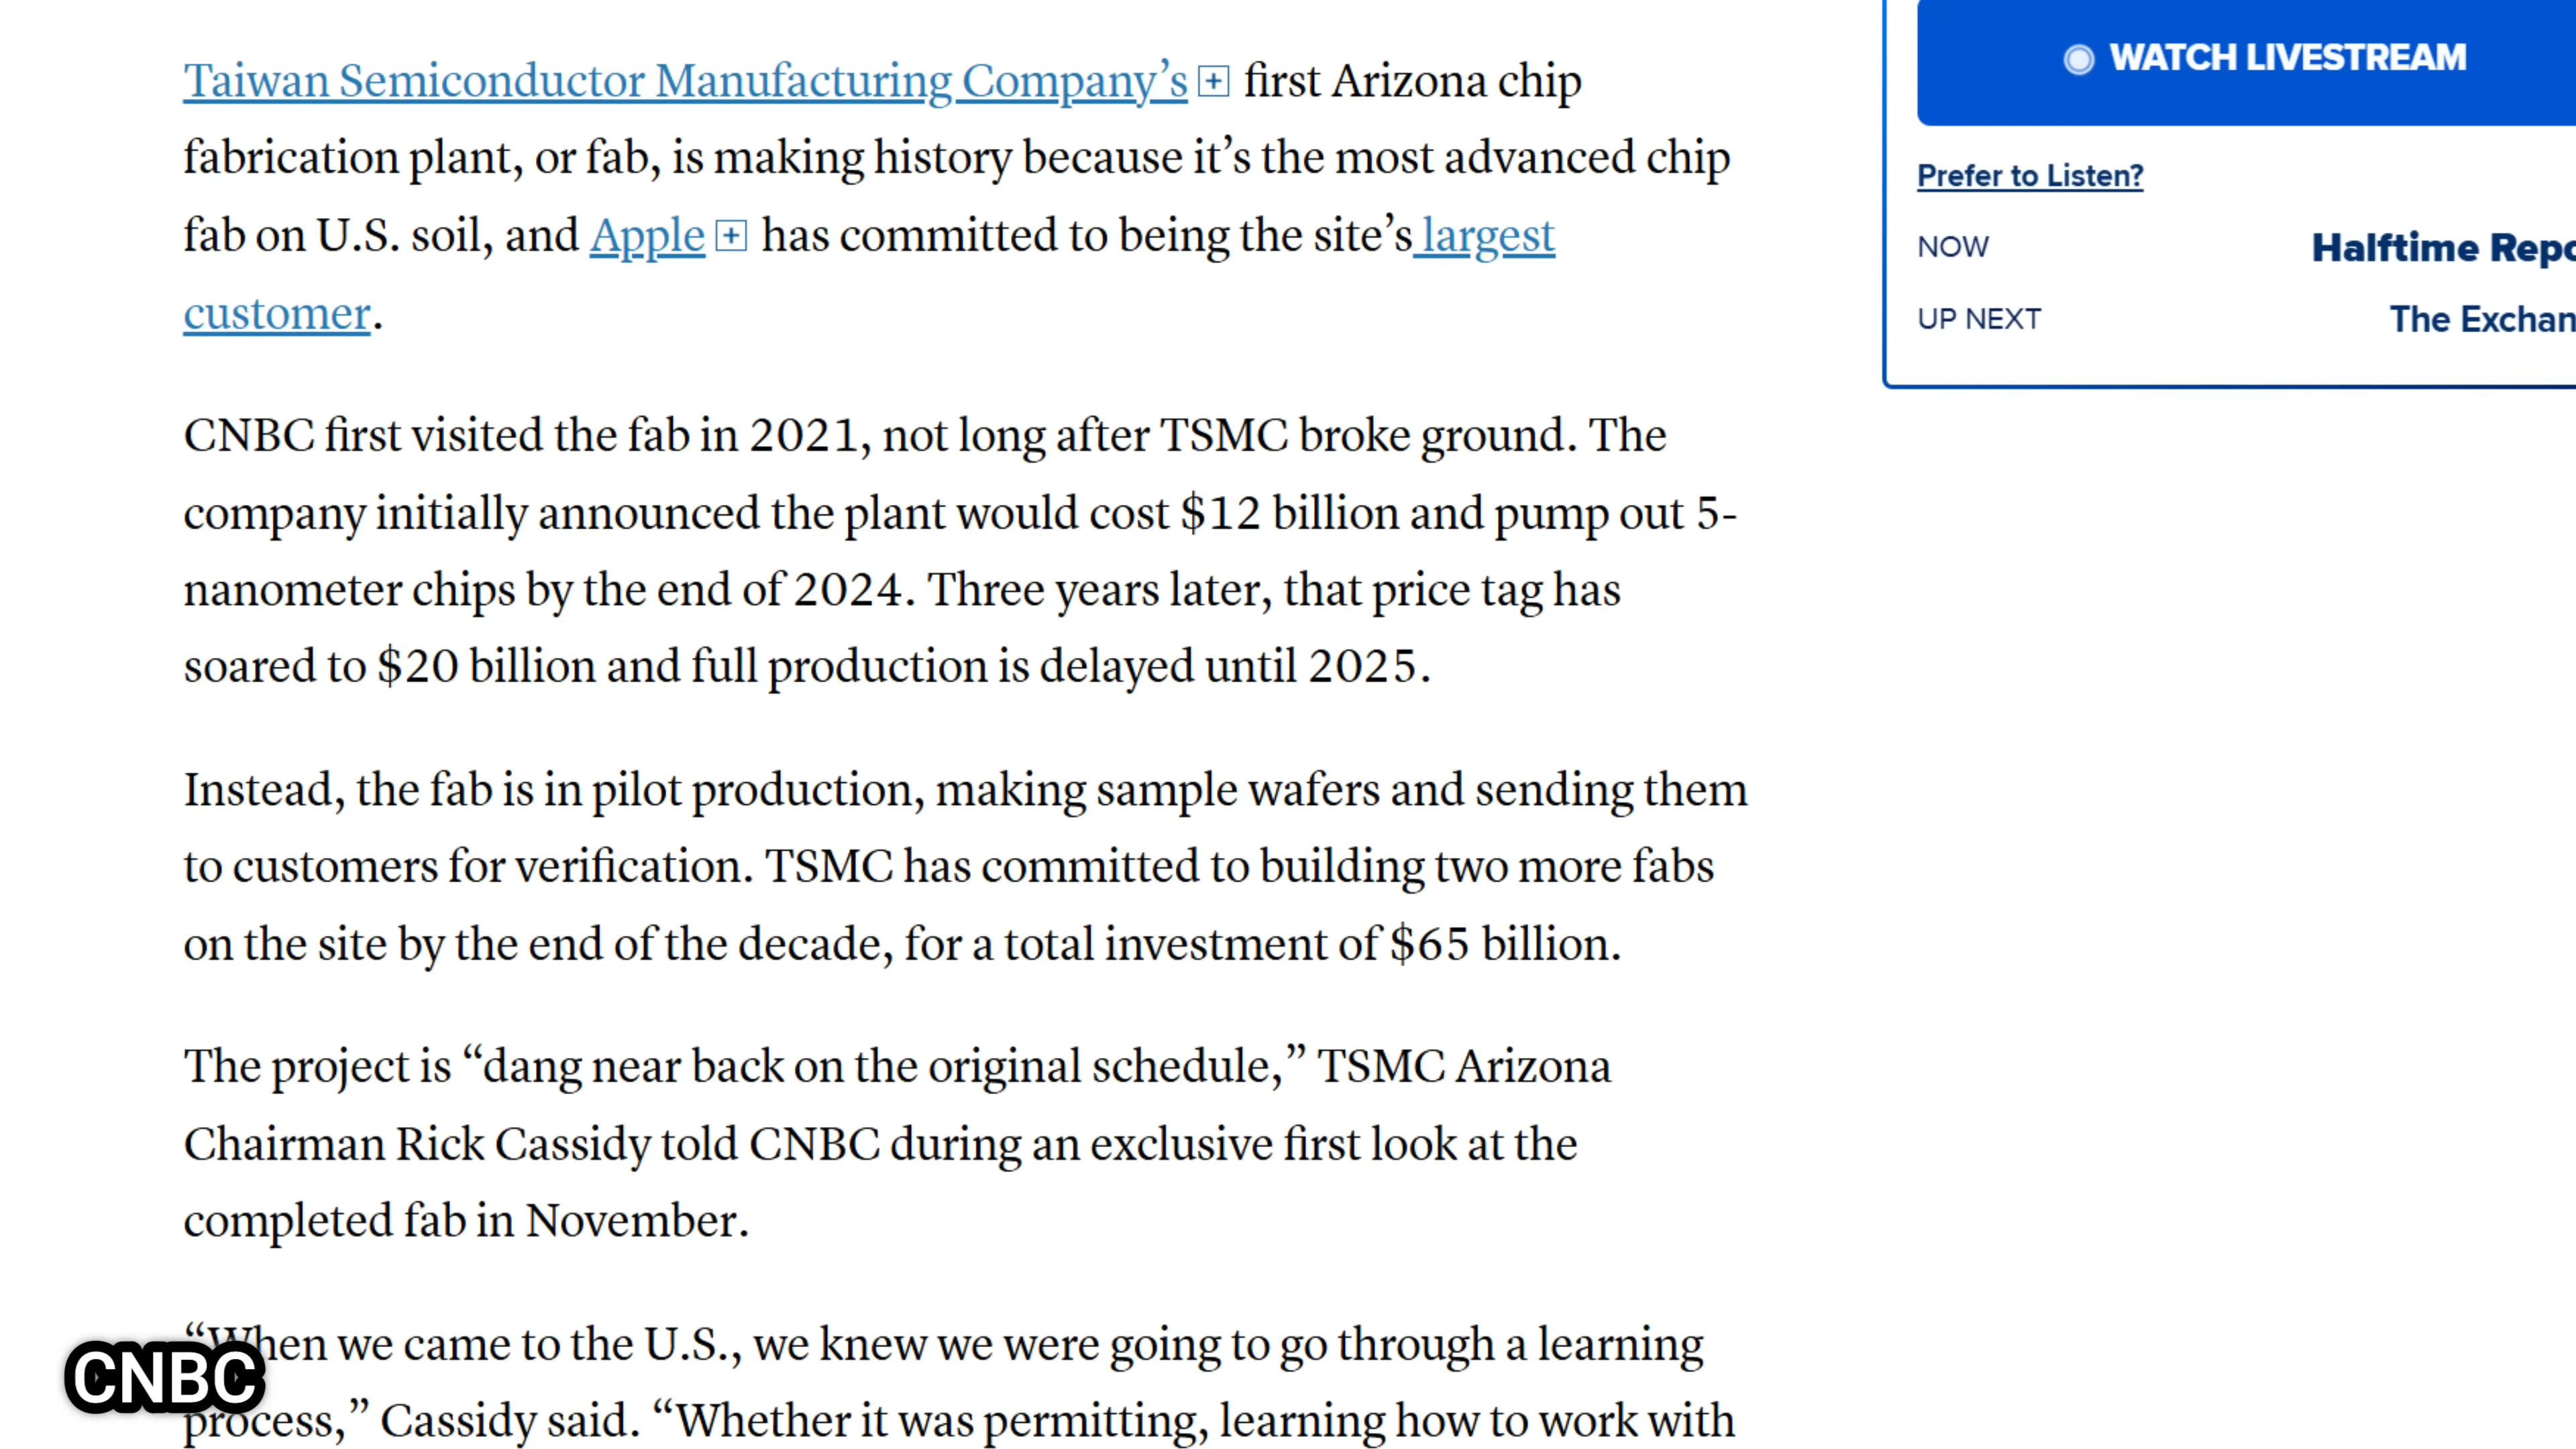 Taiwan Semiconductor Manufacturing Company’s first Arizona chip
fabrication plant, or fab, is making history because it’s the most advanced chip
fab on U.S. soil, and Apple has committed to being the site’s largest
customer.
CNBC first visited the fab in 2021, not long after TSMC broke ground. The
company initially announced the plant would cost $12 billion and pump out 5-
nanometer chips by the end of 2024. Three years later, that price tag has
soared to $20 billion and full production is delayed until 2025.
Instead, the fab is in pilot production, making sample wafers and sending them
to customers for verification. TSMC has committed to building two more fabs
on the site by the end of the decade, for a total investment of $65 billion.
The project is “dang near back on the original schedule,” TSMC Arizona
Chairman Rick Cassidy told CNBC during an exclusive first look at the
completed fab in November.
“When we came to the U.S., we knew we were going to go through a learning
process,” Cassidy said. “Whether it was permitting, learning how to work with
CNBC
WATCH LIVESTREAM
Prefer to Listen?
NOW
Halftime Repo
UP NEXT
The Exchan